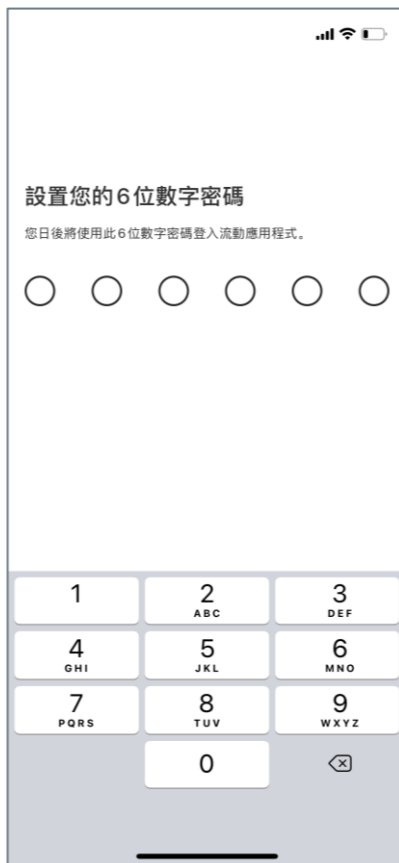 設置您的6位數字密碼
您日後將使用此6位數字密碼登入流動應用程式。
1 2 3
ABC DEF
4 5 6
GHI JKL MNO
7 8 9
PQRS TUV WXYZ
0